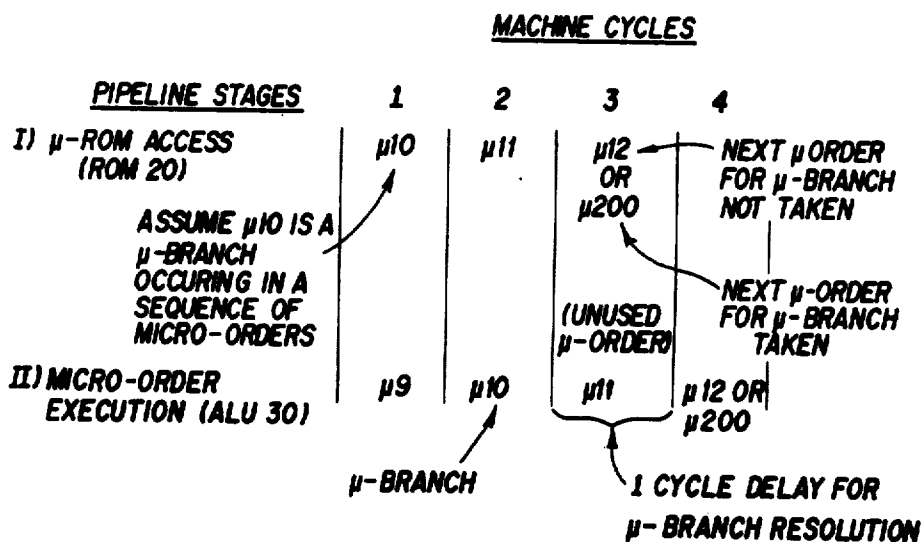 MACHINE CYCLES
PIPELINE STAGES 1 2 3 4
I) μ-ROM ACCESS μ10 μ11 μ12 NEXT μORDER
(ROM 20) OR FOR μ-BRANCH
μ200 NOT TAKEN
ASSUME μ10 IS A
μ-BRANCH
OCCURING IN A
SEQUENCE OF
MICRO-ORDERS
NEXT μ-ORDER
FOR μ-BRANCH
TAKEN
(UNUSED
μ-ORDER)
II) MICRO-ORDER μ9 μ10 μ11 μ12 OR
EXECUTION (ALU 30) μ200
μ-BRANCH
1 CYCLE DELAY FOR
μ-BRANCH RESOLUTION